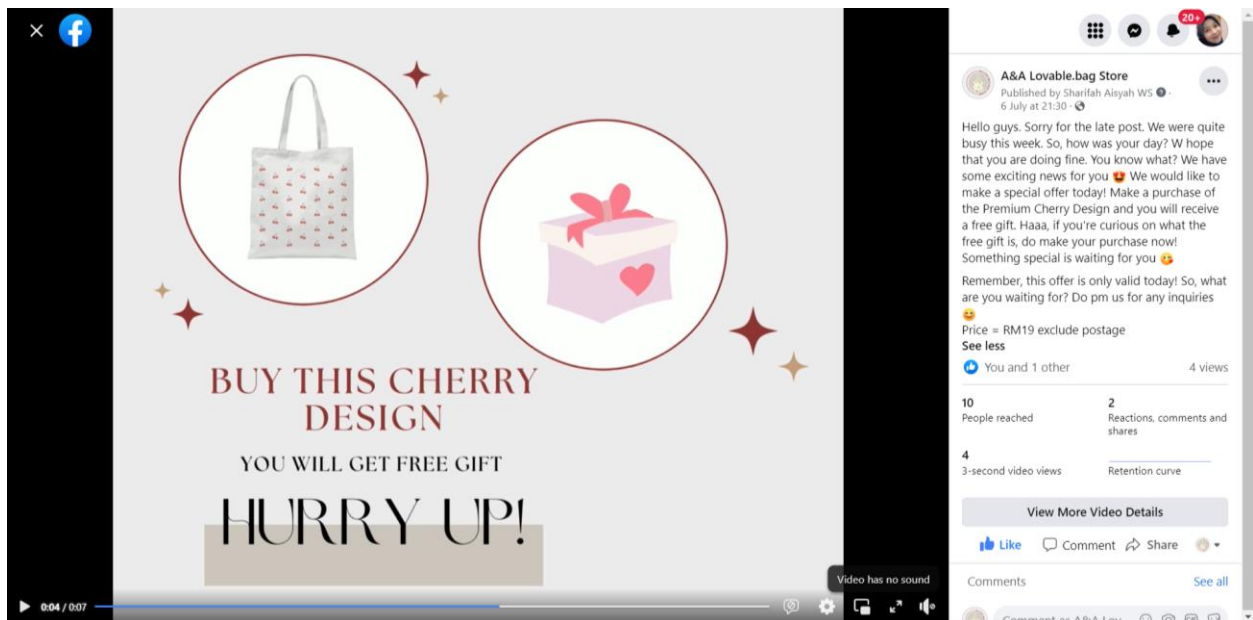 BUY THIS CHERRY
DESIGN
YOU WILL GET FREE GIFT
HURRY UP!
Video has no sound
0:04 / 0:07
20+
A&A Lovable.bag Store
Published by Sharifah Aisyah WS
6 July at 21:30
Hello guys. Sorry for the late post. We were quite
busy this week. So, how was your day? W hope
that you are doing fine. You know what? We have
some exciting news for you 😍 We would like to
make a special offer today! Make a purchase of
the Premium Cherry Design and you will receive
a free gift. Haaa, if you're curious on what the
free gift is, do make your purchase now!
Something special is waiting for you 🥰
Remember, this offer is only valid today! So, what
are you waiting for? Do pm us for any inquiries
😄
Price = RM19 exclude postage
See less
You and 1 other 4 views
10 2
People reached Reactions, comments and
shares
4
3-second video views Retention curve
View More Video Details
Like Comment Share
Comments See all
Comment as A&A Lov...